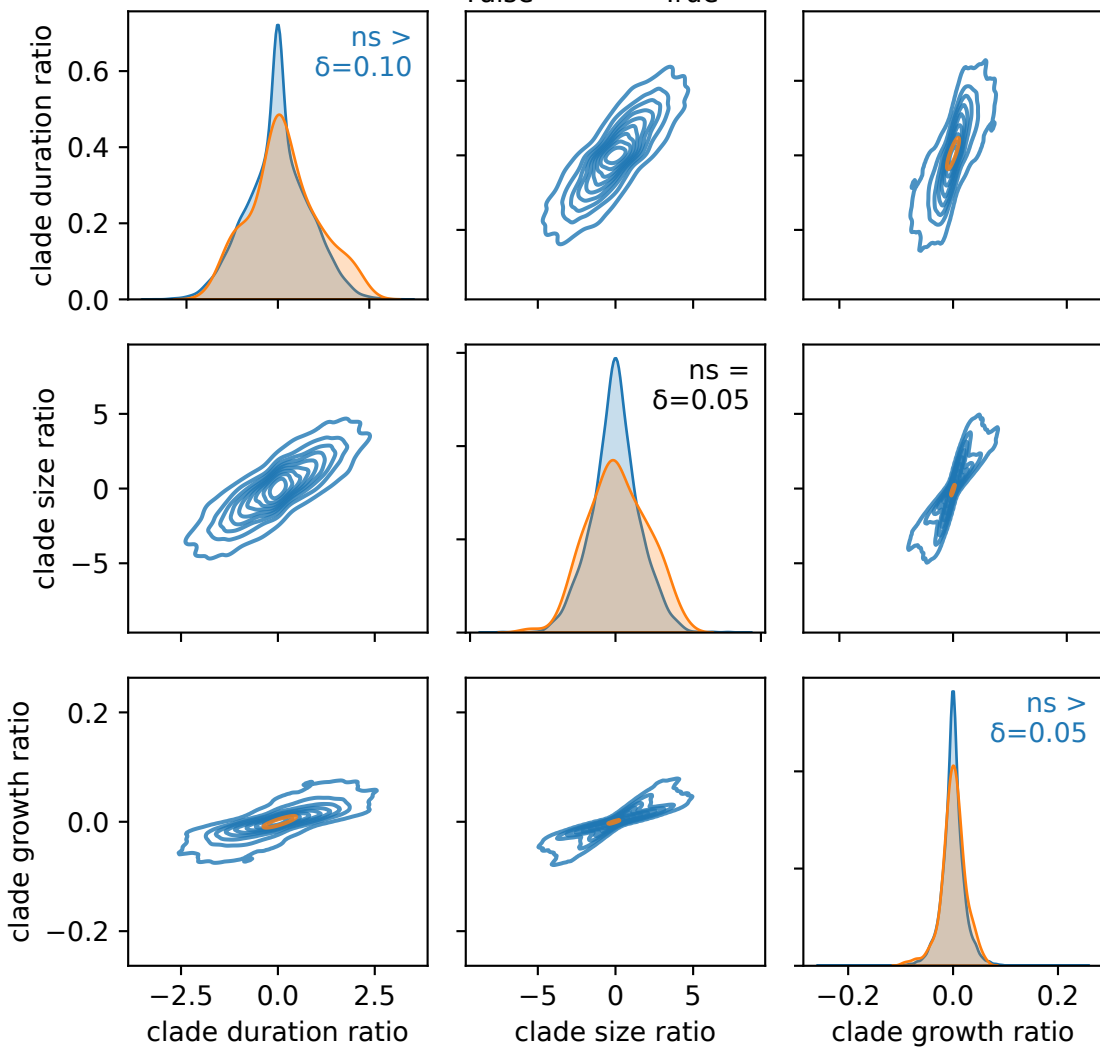 clade duration ratio
0.6
0.4
0.2
0.0
ns >
δ=0.10
clade size ratio
5
0
−5
ns =
δ=0.05
clade growth ratio
0.2
0.0
−0.2
ns >
δ=0.05
−2.5
0.0
2.5
−5
0
5
−0.2
0.0
0.2
clade duration ratio
clade size ratio
clade growth ratio